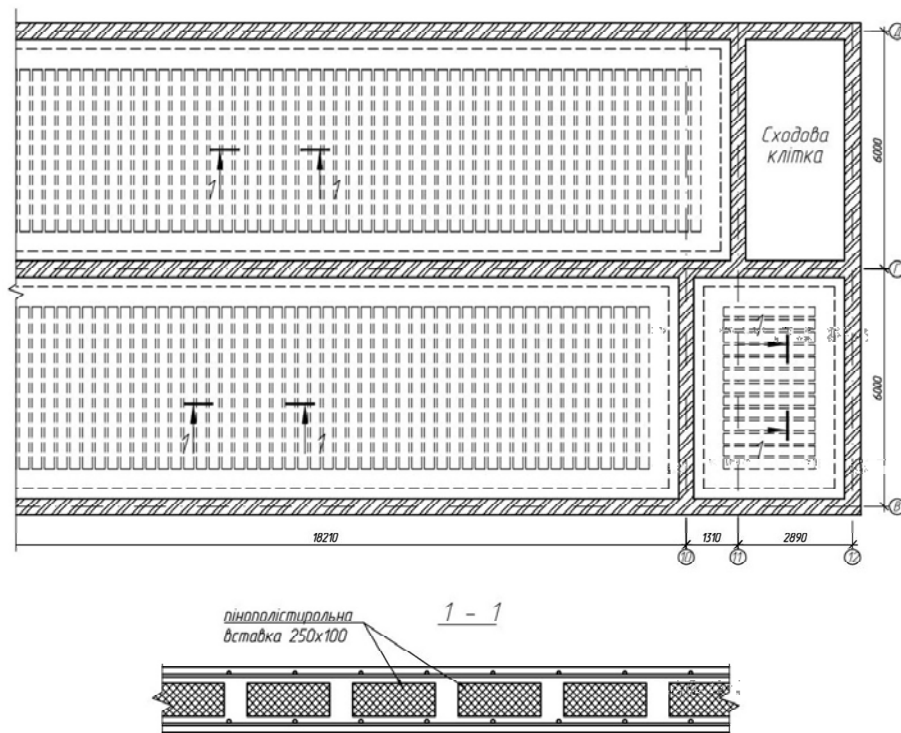 Д
Сходова
клітка
6000
1
1
Г
1
6000
1
1
1
В
18210
1310
2890
10
11
12
пінополістирольна
вставка 250x100
1 - 1